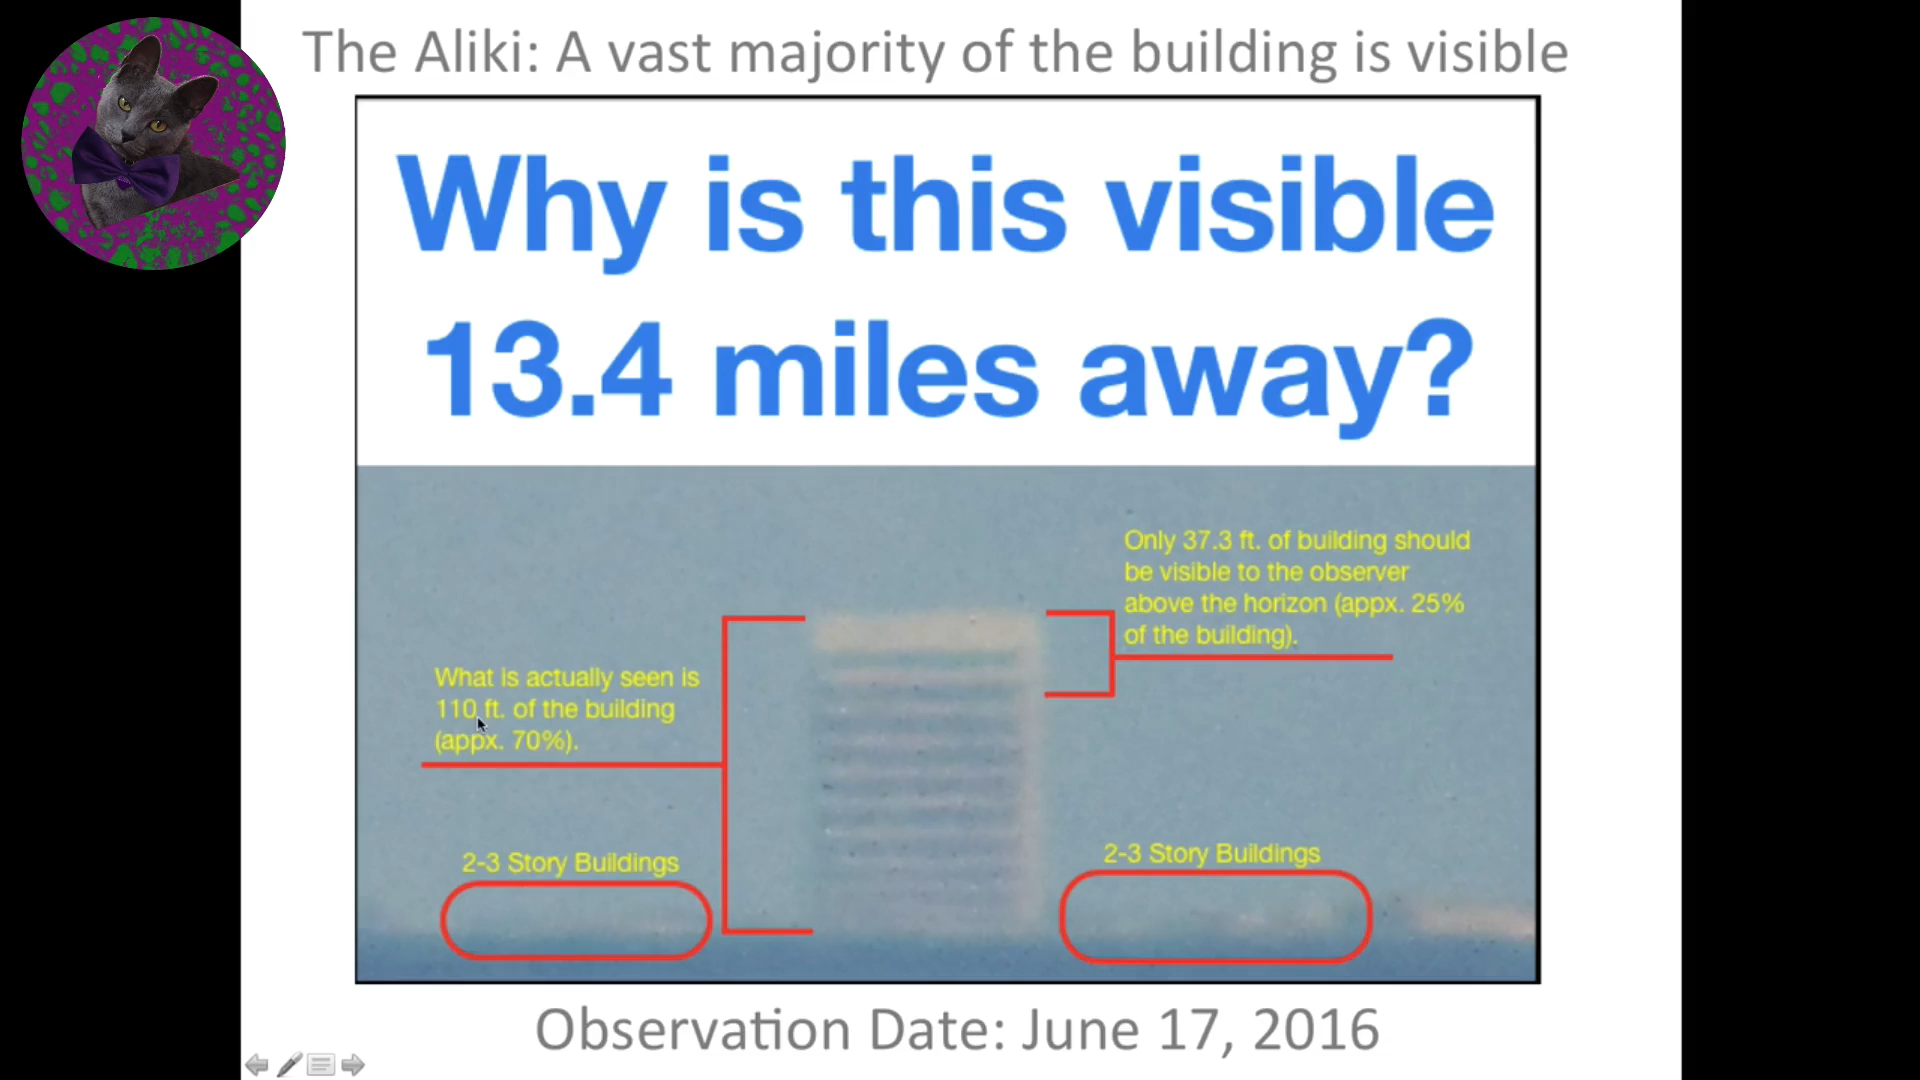 The Aliki: A vast majority of the building is visible
Why is this visible
13.4 miles away?
Only 37.3 ft. of building should
be visible to the observer
above the horizon (appx. 25%
of the building).
What is actually seen is
110 ft. of the building
(appx. 70%).
2-3 Story Buildings
2-3 Story Buildings
Observation Date: June 17, 2016